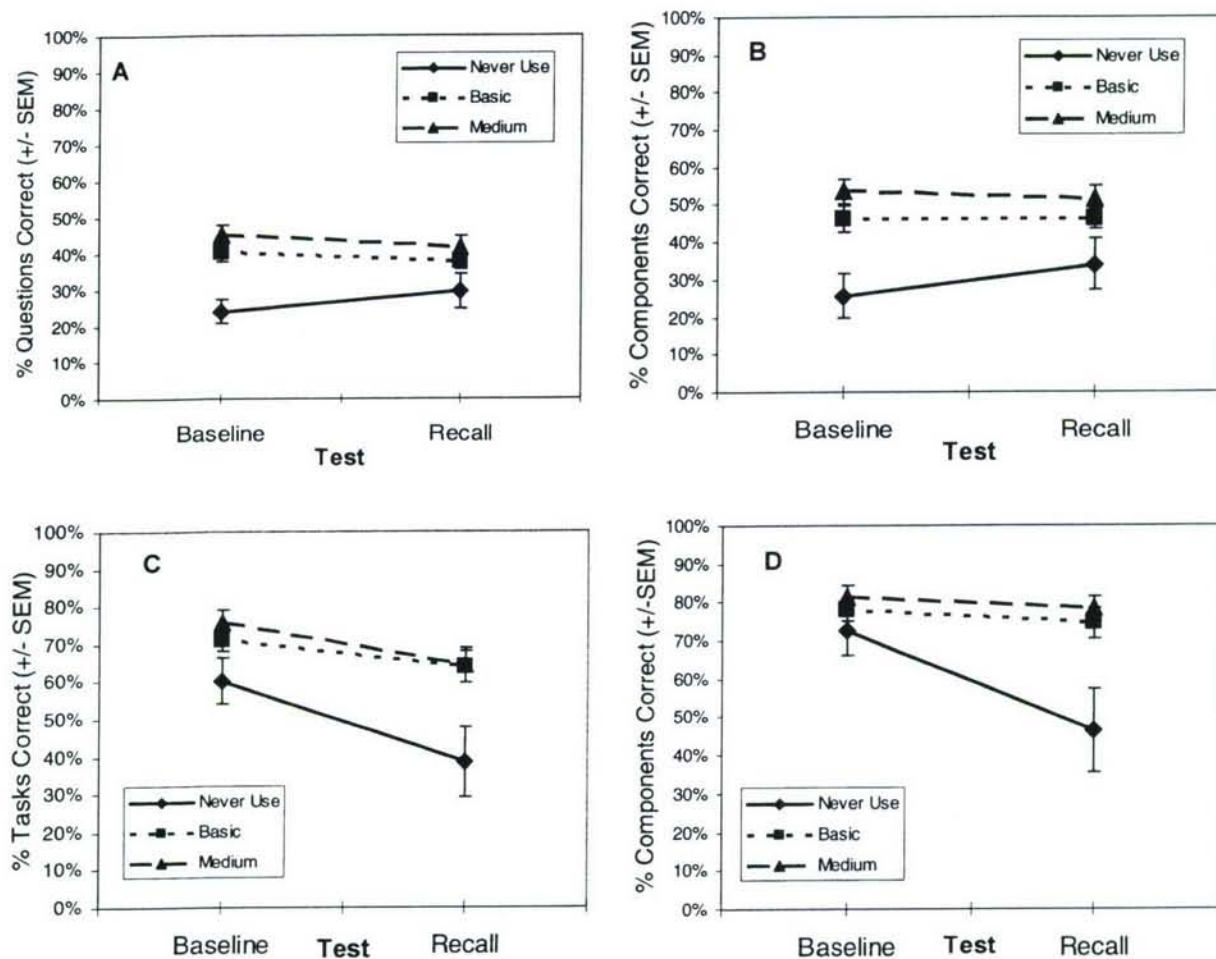 A
% Questions Correct (+/- SEM)
100%
90%
80%
70%
60%
50%
40%
30%
20%
10%
0%
Never Use
Basic
Medium
Baseline
Recall
Test
B
% Components Correct (+/- SEM)
100%
90%
80%
70%
60%
50%
40%
30%
20%
10%
0%
Never Use
Basic
Medium
Baseline
Recall
Test
C
% Tasks Correct (+/- SEM)
100%
90%
80%
70%
60%
50%
40%
30%
20%
10%
0%
Never Use
Basic
Medium
Baseline
Test
Recall
D
% Components Correct (+/-SEM)
100%
90%
80%
70%
60%
50%
40%
30%
20%
10%
0%
Never Use
Basic
Medium
Baseline
Test
Recall